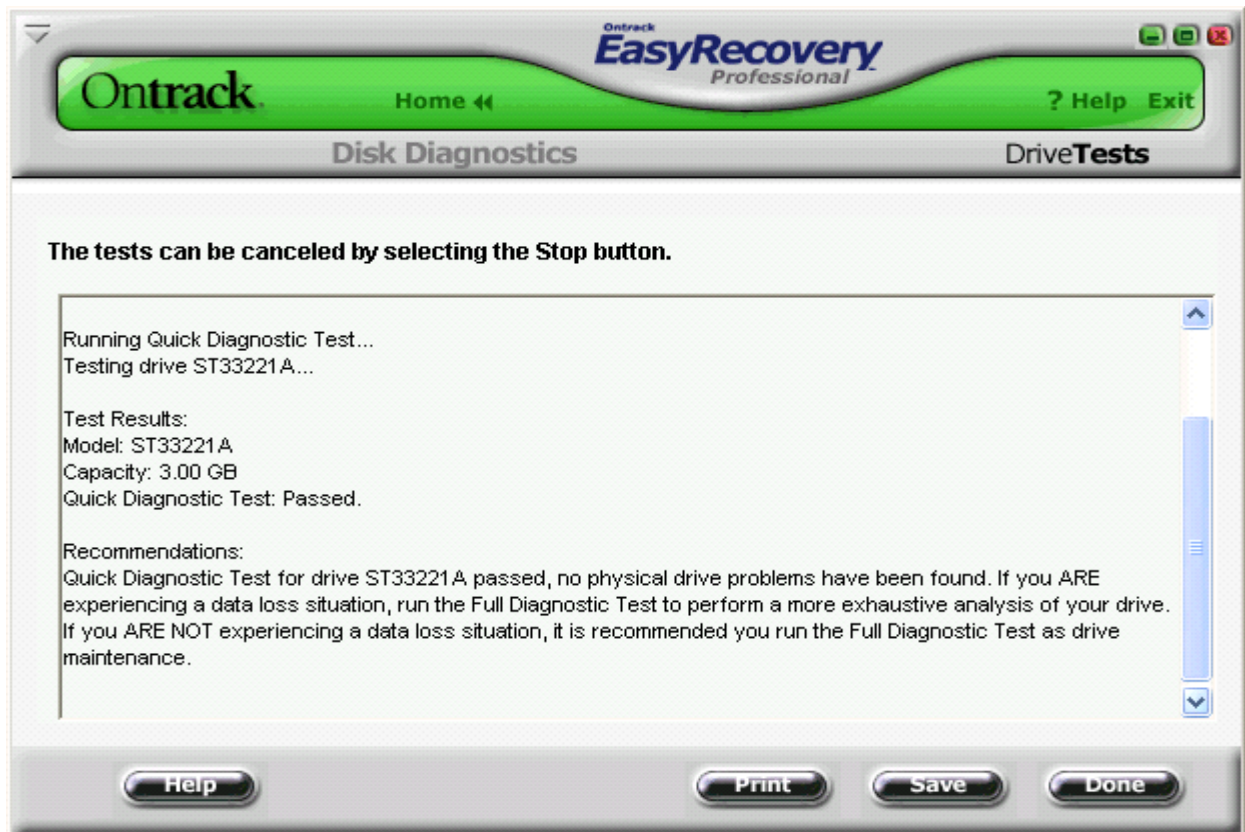 Ontrack
EasyRecovery
Professional
Ontrack.
Home
? Help Exit
Disk Diagnostics
DriveTests
The tests can be canceled by selecting the Stop button.
Running Quick Diagnostic Test...
Testing drive ST33221A...
Test Results:
Model: ST33221A
Capacity: 3.00 GB
Quick Diagnostic Test: Passed.
Recommendations:
Quick Diagnostic Test for drive ST33221A passed, no physical drive problems have been found. If you ARE
experiencing a data loss situation, run the Full Diagnostic Test to perform a more exhaustive analysis of your drive.
If you ARE NOT experiencing a data loss situation, it is recommended you run the Full Diagnostic Test as drive
maintenance.
Help
Print
Save
Done